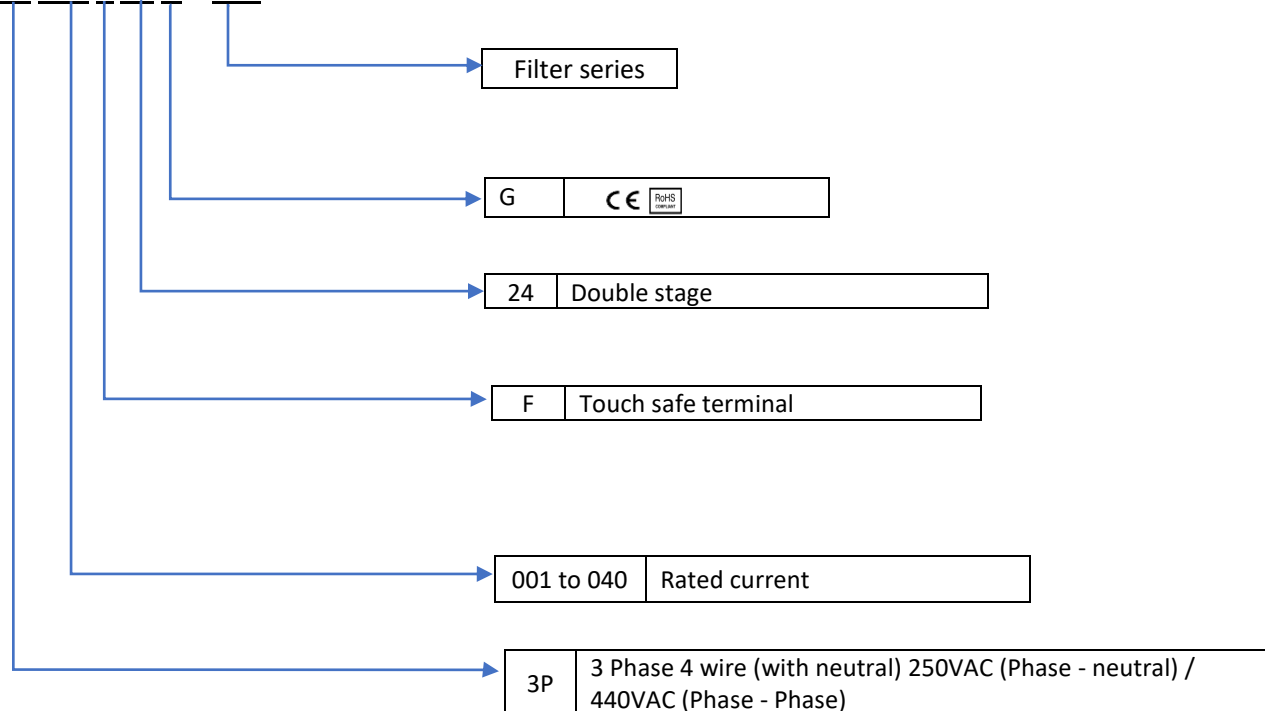 Filter series
G CE RoHS
COMPLIANT
24 Double stage
F Touch safe terminal
001 to 040 Rated current
3P 3 Phase 4 wire (with neutral) 250VAC (Phase - neutral) /
440VAC (Phase - Phase)